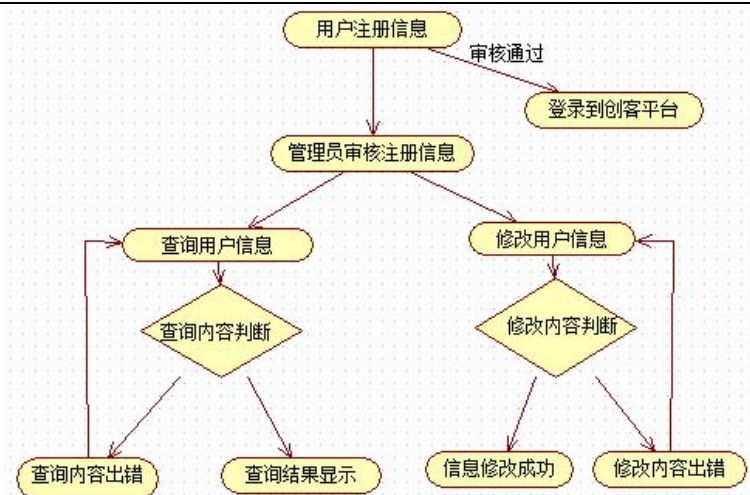 用户注册信息
审核通过
登录到创客平台
管理员审核注册信息
查询用户信息
修改用户信息
查询内容判断
修改内容判断
查询内容出错
查询结果显示
信息修改成功
修改内容出错